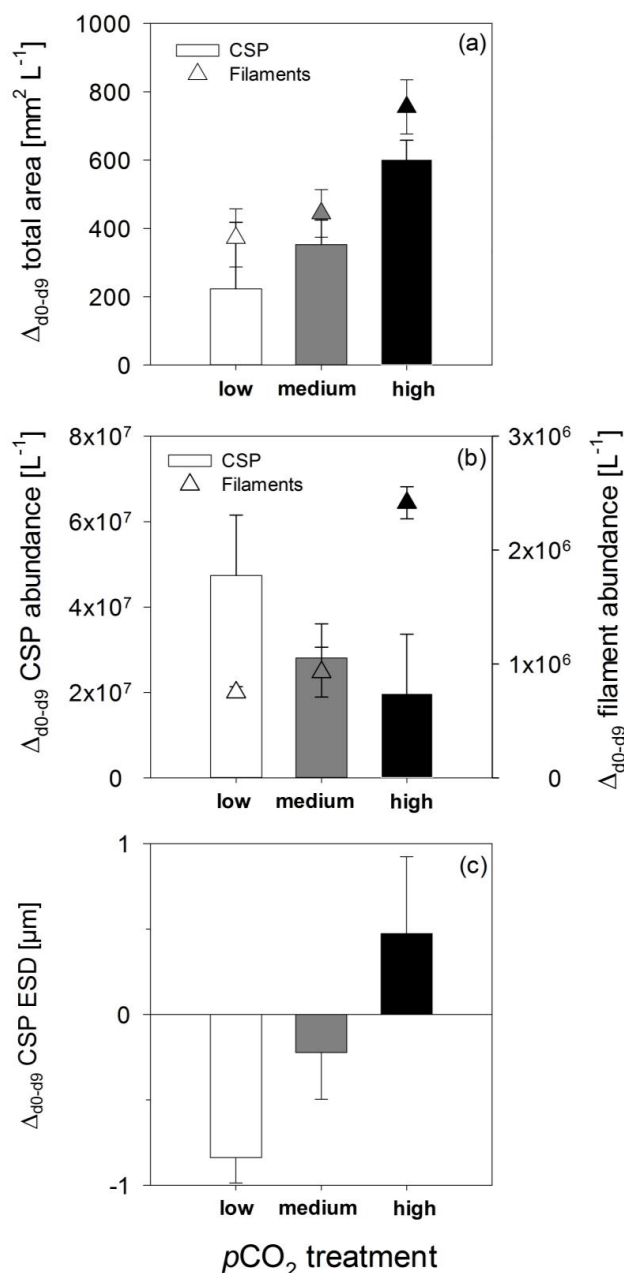 (a)
CSP
Filaments
Δd0-d9 total area [mm² L⁻¹]
1000
800
600
400
200
0
low medium high
(b)
CSP
Filaments
Δd0-d9 CSP abundance [L⁻¹]
8x10⁷
6x10⁷
4x10⁷
2x10⁷
0
3x10⁶
2x10⁶
1x10⁶
0
Δd0-d9 filament abundance [L⁻¹]
low medium high
(c)
Δd0-d9 CSP ESD [µm]
1
0
-1
low medium high
pCO₂ treatment